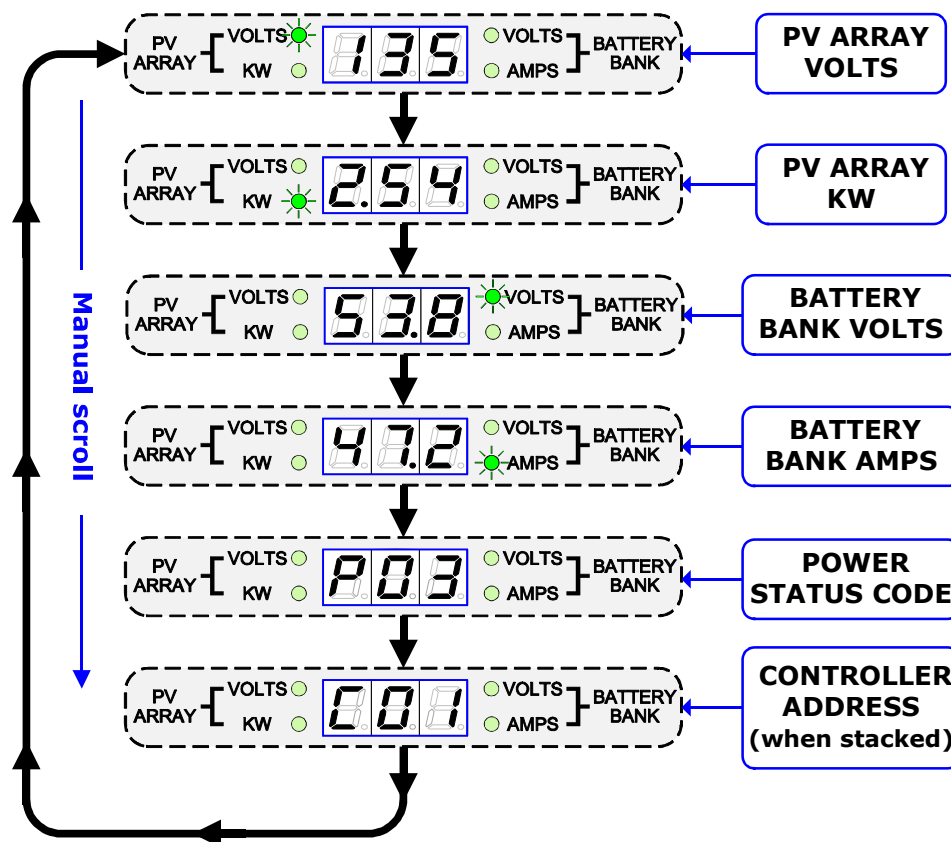 PV ARRAY
VOLTS
KW
135
VOLTS
AMPS
BATTERY BANK
PV ARRAY VOLTS
PV ARRAY
VOLTS
KW
2.54
VOLTS
AMPS
BATTERY BANK
PV ARRAY KW
PV ARRAY
VOLTS
KW
53.8
VOLTS
AMPS
BATTERY BANK
BATTERY BANK VOLTS
PV ARRAY
VOLTS
KW
47.2
VOLTS
AMPS
BATTERY BANK
BATTERY BANK AMPS
PV ARRAY
VOLTS
KW
P03
VOLTS
AMPS
BATTERY BANK
POWER STATUS CODE
PV ARRAY
VOLTS
KW
C01
VOLTS
AMPS
BATTERY BANK
CONTROLLER ADDRESS (when stacked)
Manual scroll